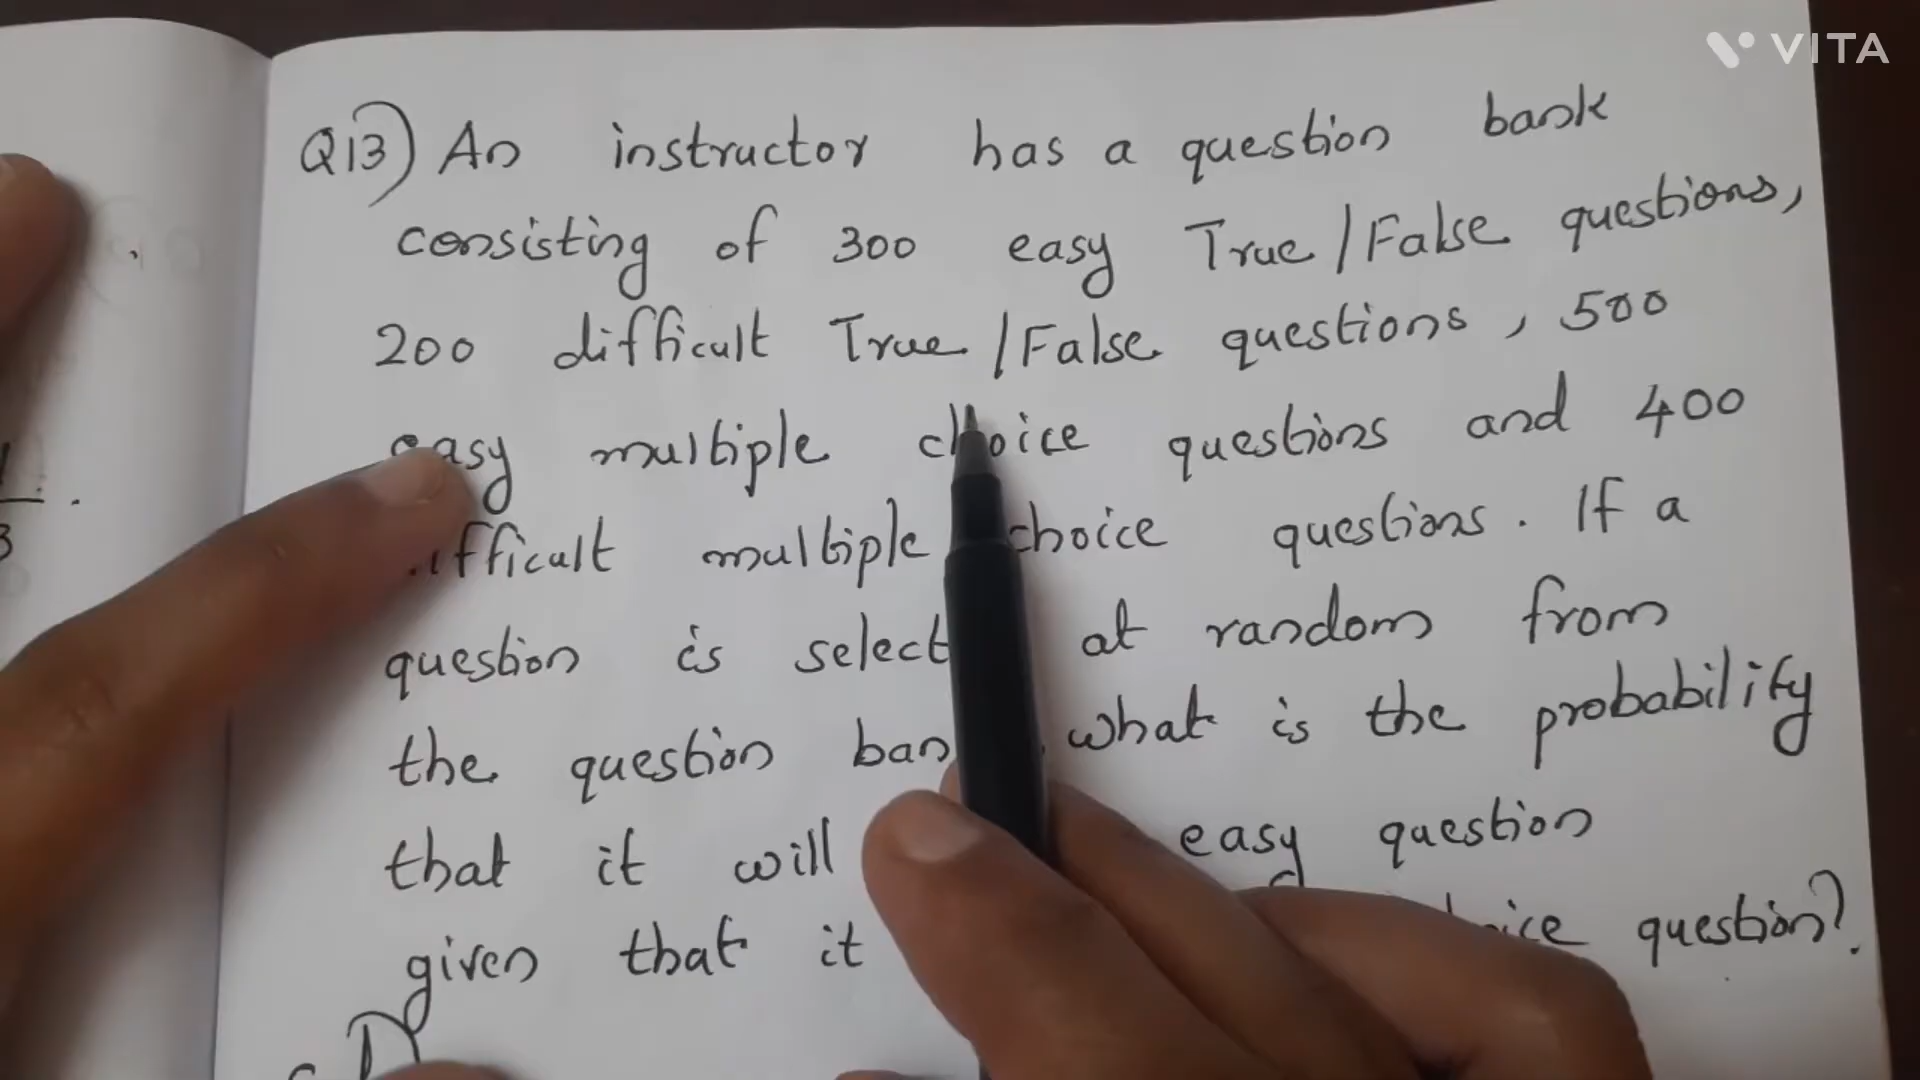 VITA
Q13) An instructor has a question bank
consisting of 300 easy True/False questions,
200 difficult True/False questions, 500
easy multiple choice questions and 400
difficult multiple choice questions. If a
question is select at random from
the question ban what is the probability
that it will easy question
given that it question?